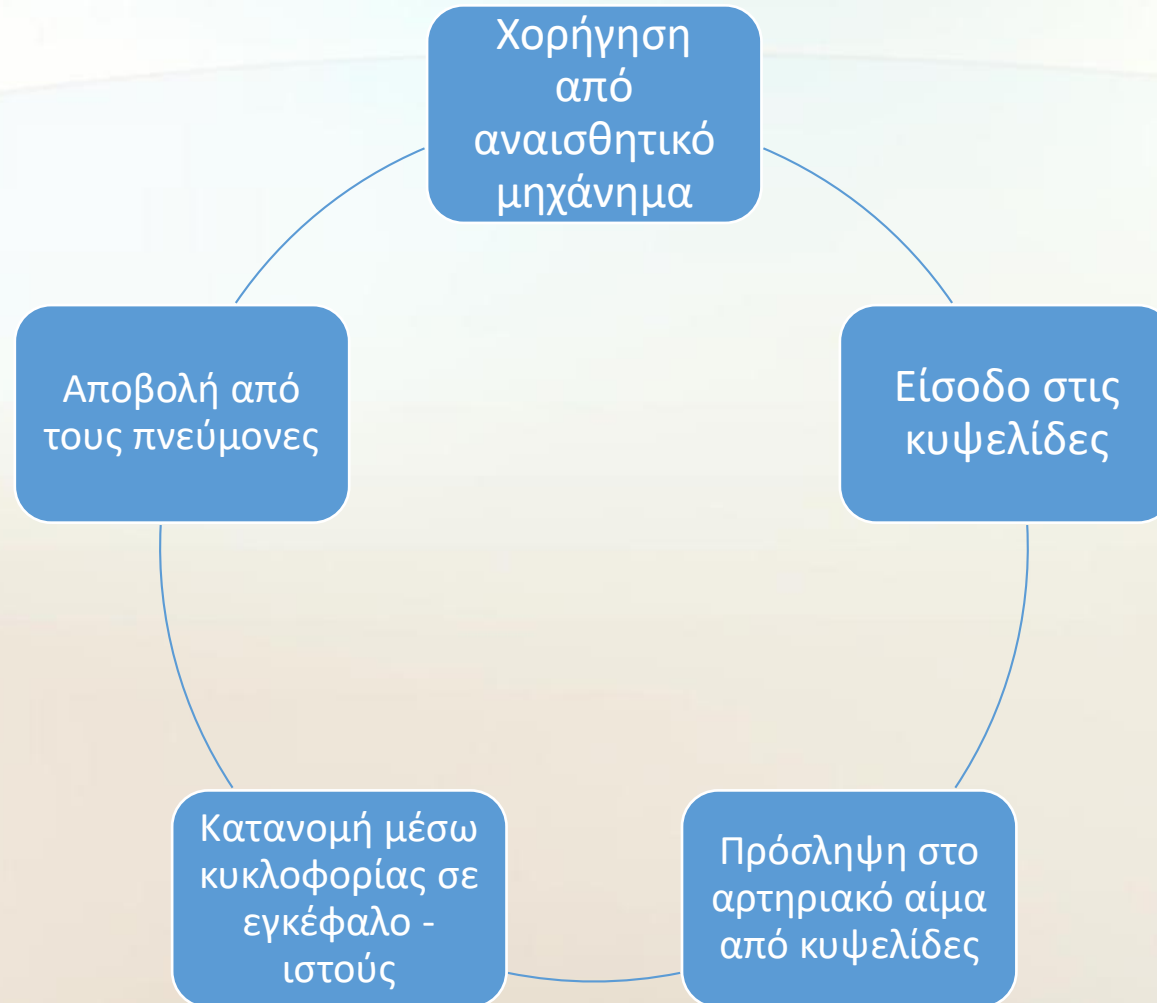 Χορήγηση
από
αναισθητικό
μηχάνημα
Είσοδο στις
κυψελίδες
Πρόσληψη στο
αρτηριακό αίμα
από κυψελίδες
Κατανομή μέσω
κυκλοφορίας σε
εγκέφαλο -
ιστούς
Αποβολή από
τους πνεύμονες